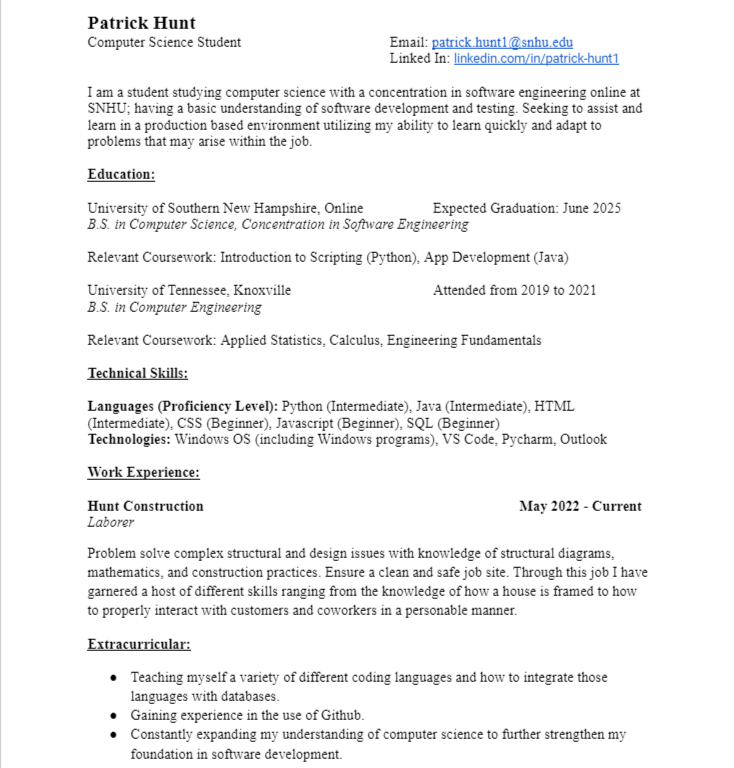 Patrick Hunt
Computer Science Student
Email: patrick.hunt1@snhu.edu
Linked In: linkedin.com/in/patrick-hunt1
I am a student studying computer science with a concentration in software engineering online at
SNHU; having a basic understanding of software development and testing. Seeking to assist and
learn in a production based environment utilizing my ability to learn quickly and adapt to
problems that may arise within the job.
Education:
University of Southern New Hampshire, Online Expected Graduation: June 2025
B.S. in Computer Science, Concentration in Software Engineering
Relevant Coursework: Introduction to Scripting (Python), App Development (Java)
University of Tennessee, Knoxville Attended from 2019 to 2021
B.S. in Computer Engineering
Relevant Coursework: Applied Statistics, Calculus, Engineering Fundamentals
Technical Skills:
Languages (Proficiency Level): Python (Intermediate), Java (Intermediate), HTML
(Intermediate), CSS (Beginner), Javascript (Beginner), SQL (Beginner)
Technologies: Windows OS (including Windows programs), VS Code, Pycharm, Outlook
Work Experience:
Hunt Construction May 2022 - Current
Laborer
Problem solve complex structural and design issues with knowledge of structural diagrams,
mathematics, and construction practices. Ensure a clean and safe job site. Through this job I have
garnered a host of different skills ranging from the knowledge of how a house is framed to how
to properly interact with customers and coworkers in a personable manner.
Extracurricular:
● Teaching myself a variety of different coding languages and how to integrate those
languages with databases.
● Gaining experience in the use of Github.
● Constantly expanding my understanding of computer science to further strengthen my
foundation in software development.